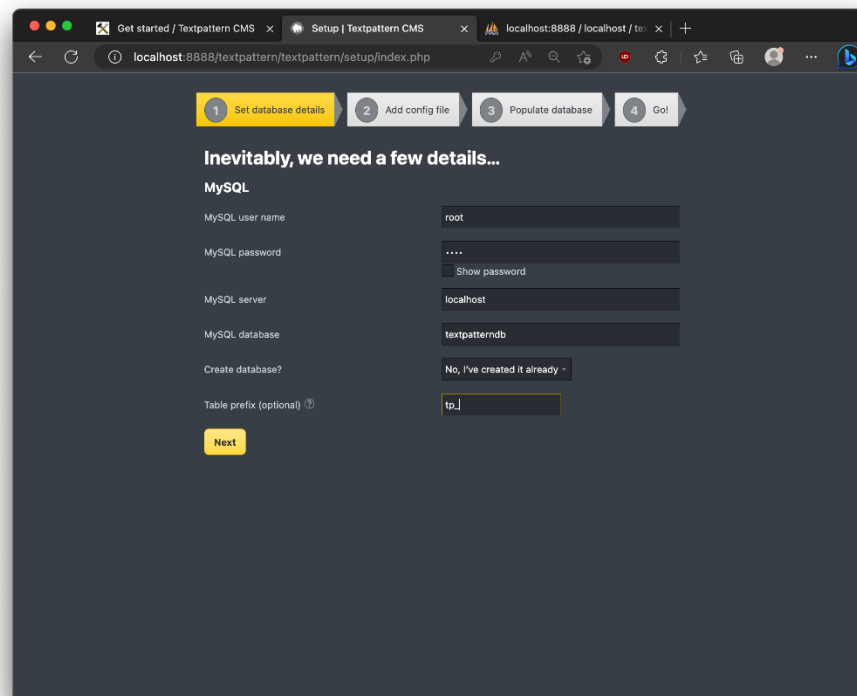 Get started / Textpattern CMS
Setup | Textpattern CMS
localhost:8888 / localhost / te
localhost:8888/textpattern/textpattern/setup/index.php
1 Set database details
2 Add config file
3 Populate database
4 Go!
Inevitably, we need a few details...
MySQL
MySQL user name root
MySQL password ••••
Show password
MySQL server localhost
MySQL database textpatterndb
Create database? No, I've created it already
Table prefix (optional) ? tp_
Next